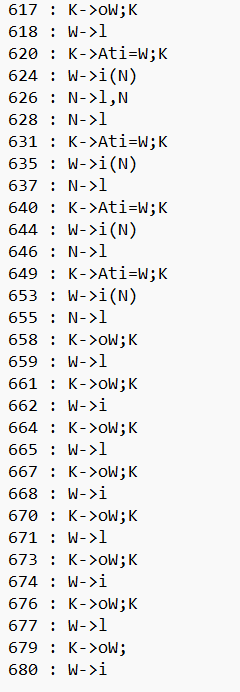 617 : K->oW;K
618 : W->l
620 : K->Ati=W;K
624 : W->i(N)
626 : N->l,N
628 : N->l
631 : K->Ati=W;K
635 : W->i(N)
637 : N->l
640 : K->Ati=W;K
644 : W->i(N)
646 : N->l
649 : K->Ati=W;K
653 : W->i(N)
655 : N->l
658 : K->oW;K
659 : W->l
661 : K->oW;K
662 : W->i
664 : K->oW;K
665 : W->l
667 : K->oW;K
668 : W->i
670 : K->oW;K
671 : W->l
673 : K->oW;K
674 : W->i
676 : K->oW;K
677 : W->l
679 : K->oW;
680 : W->i